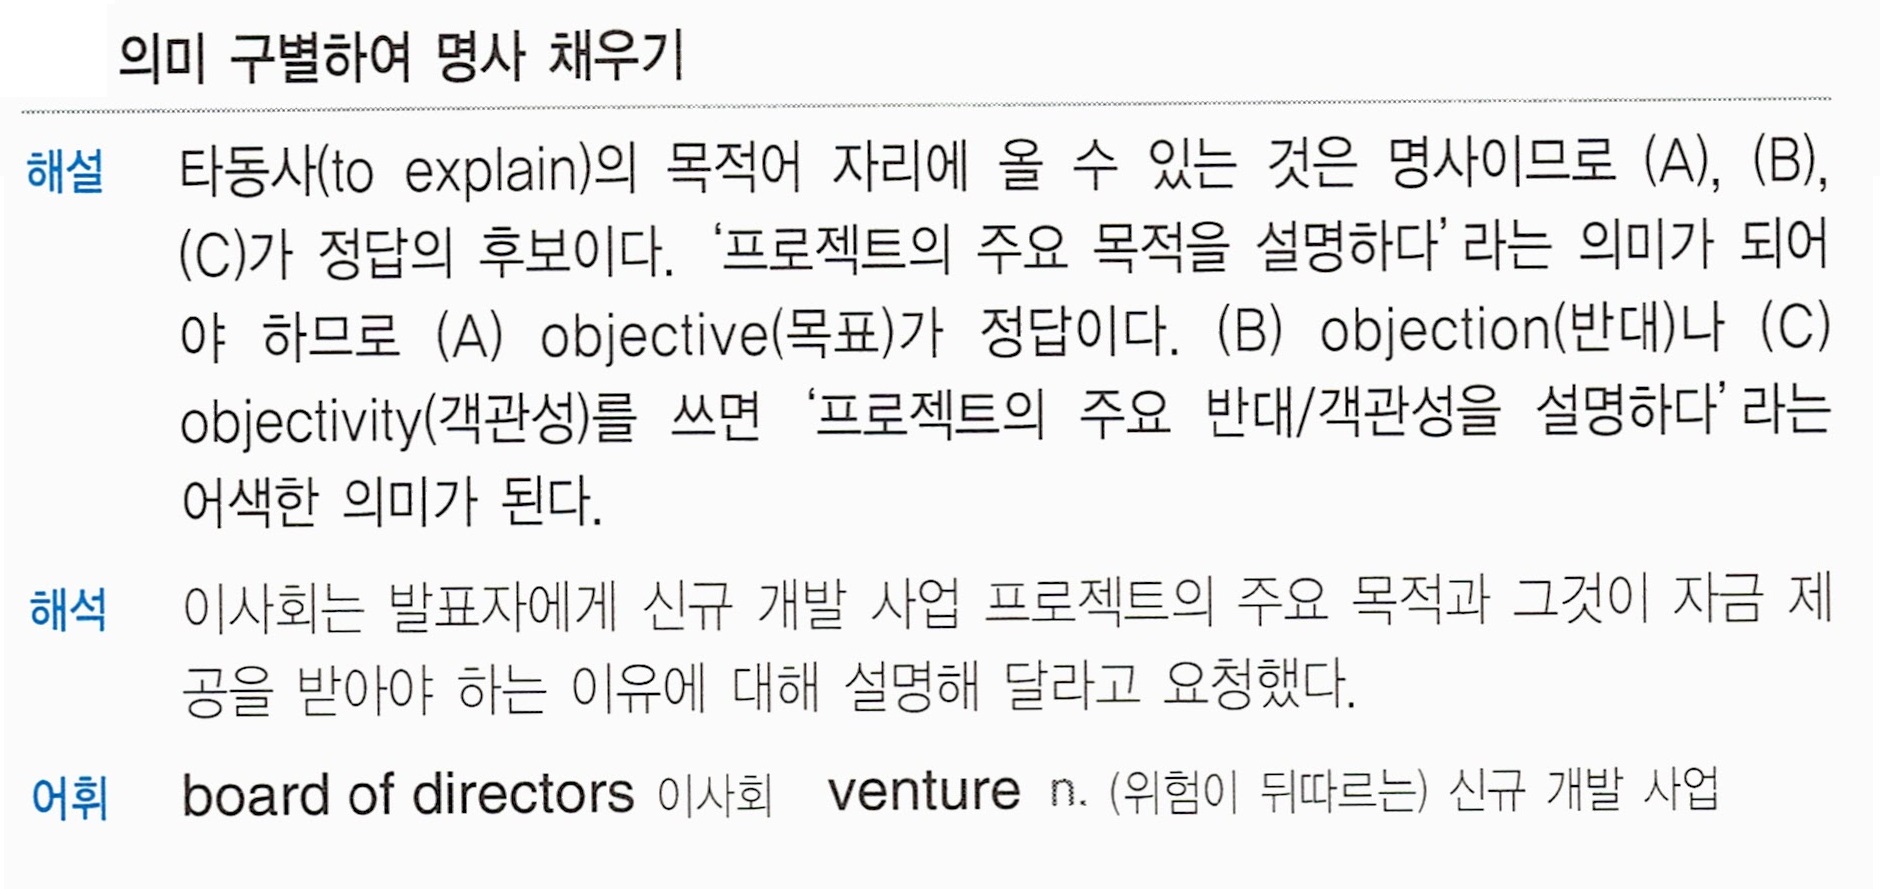 의미 구별하여 명사 채우기
해설 타동사(to explain)의 목적어 자리에 올 수 있는 것은 명사이므로 (A), (B),
(C)가 정답의 후보이다. ‘프로젝트의 주요 목적을 설명하다’라는 의미가 되어
야 하므로 (A) objective(목표)가 정답이다. (B) objection(반대)나 (C)
objectivity(객관성)를 쓰면 ‘프로젝트의 주요 반대/객관성을 설명하다’라는
어색한 의미가 된다.
해석 이사회는 발표자에게 신규 개발 사업 프로젝트의 주요 목적과 그것이 자금 제
공을 받아야 하는 이유에 대해 설명해 달라고 요청했다.
어휘 board of directors 이사회 venture n. (위험이 뒤따르는) 신규 개발 사업